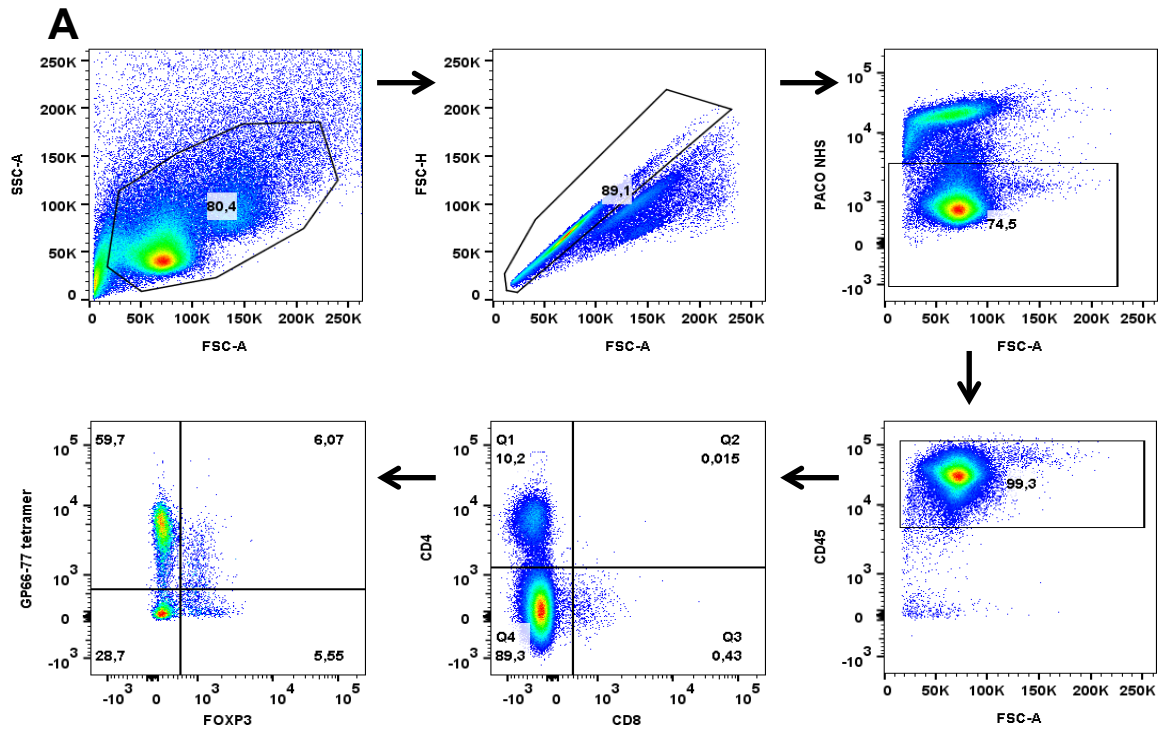 A
SSC-A
250K
200K
150K
100K
50K
0
80,4
0 50K 100K 150K 200K 250K
FSC-A
FSC-H
250K
200K
150K
100K
50K
0
89,1
0 50K 100K 150K 200K 250K
FSC-A
PACO NHS
10^5
10^4
10^3
0
-10^3
74,5
0 50K 100K 150K 200K 250K
FSC-A
GP66-77 tetramer
10^5
10^4
10^3
0
-10^3
59,7 6,07
28,7 5,55
-10^3 0 10^3 10^4 10^5
FOXP3
CD4
10^5
10^4
10^3
0
-10^3
Q1
10,2
Q2
0,015
Q4
89,3
Q3
0,43
-10^3 0 10^3 10^4 10^5
CD8
CD45
10^5
10^4
10^3
0
-10^3
99,3
0 50K 100K 150K 200K 250K
FSC-A